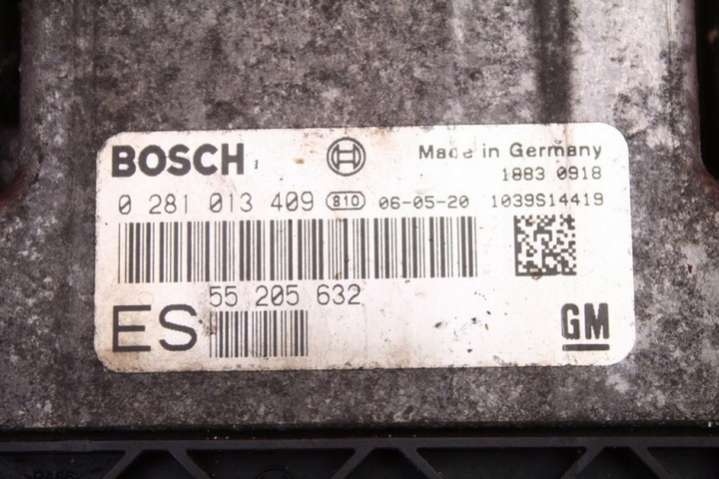 BOSCH Made in Germany
1883 0918
0 281 013 409 810 06-05-20 1039S14419
55 205 632
ES
GM